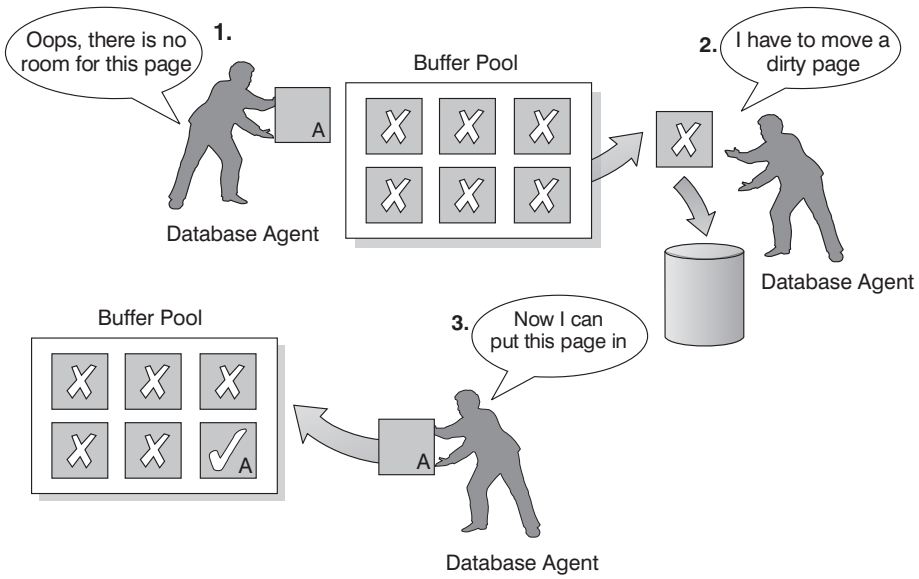 1.
Oops, there is no
room for this page
A
Database Agent
Buffer Pool
X X X
X X X
2.
I have to move a
dirty page
X
Database Agent
Buffer Pool
X X X
X X ✓ A
3.
Now I can
put this page in
A
Database Agent